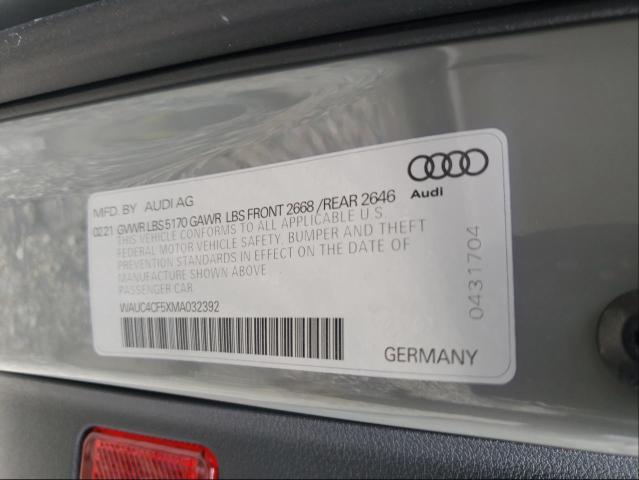 MFD. BY AUDI AG
02.21 GVWR LBS 5170 GAWR LBS FRONT 2668 /REAR 2646
THIS VEHICLE CONFORMS TO ALL APPLICABLE U.S
FEDERAL MOTOR VEHICLE SAFETY, BUMPER AND THEFT
PREVENTION STANDARDS IN EFFECT ON THE DATE OF
MANUFACTURE SHOWN ABOVE
PASSENGER CAR
WAUC4CF5XMA032392
GERMANY
Audi
0431704